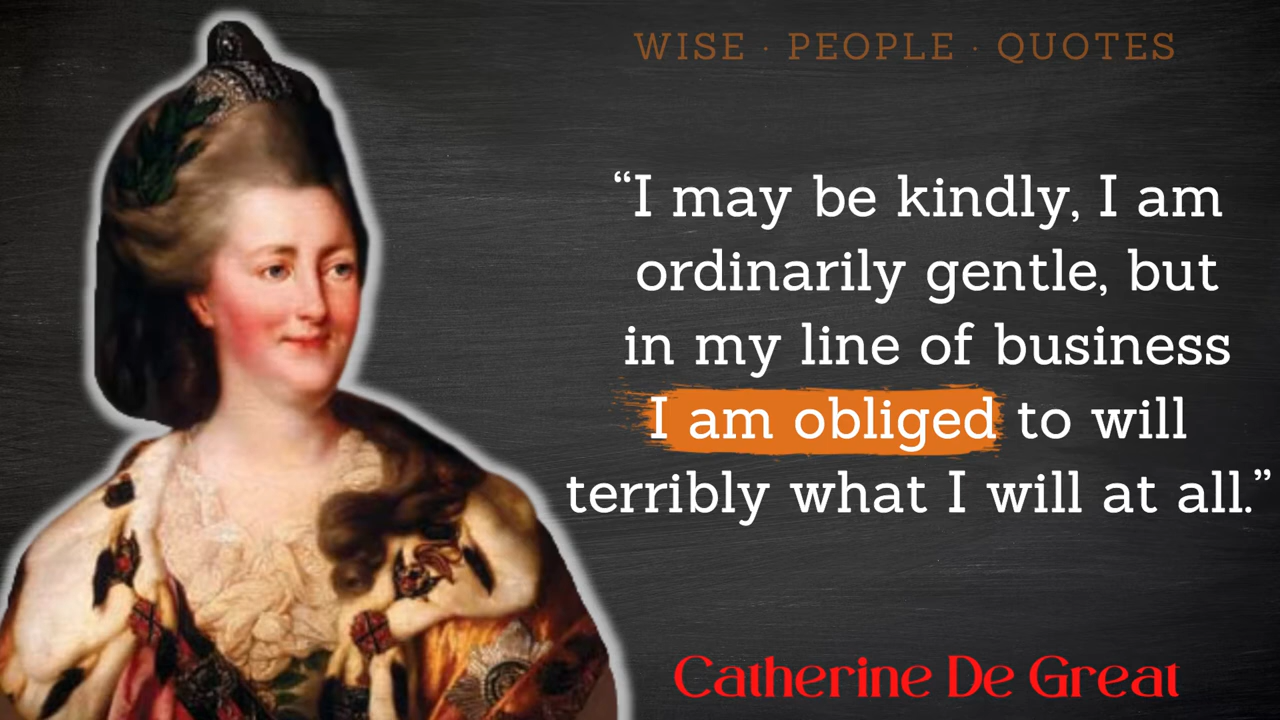 WISE · PEOPLE · QUOTES
“I may be kindly, I am
ordinarily gentle, but
in my line of business
I am obliged to will
terribly what I will at all.”
Catherine De Great